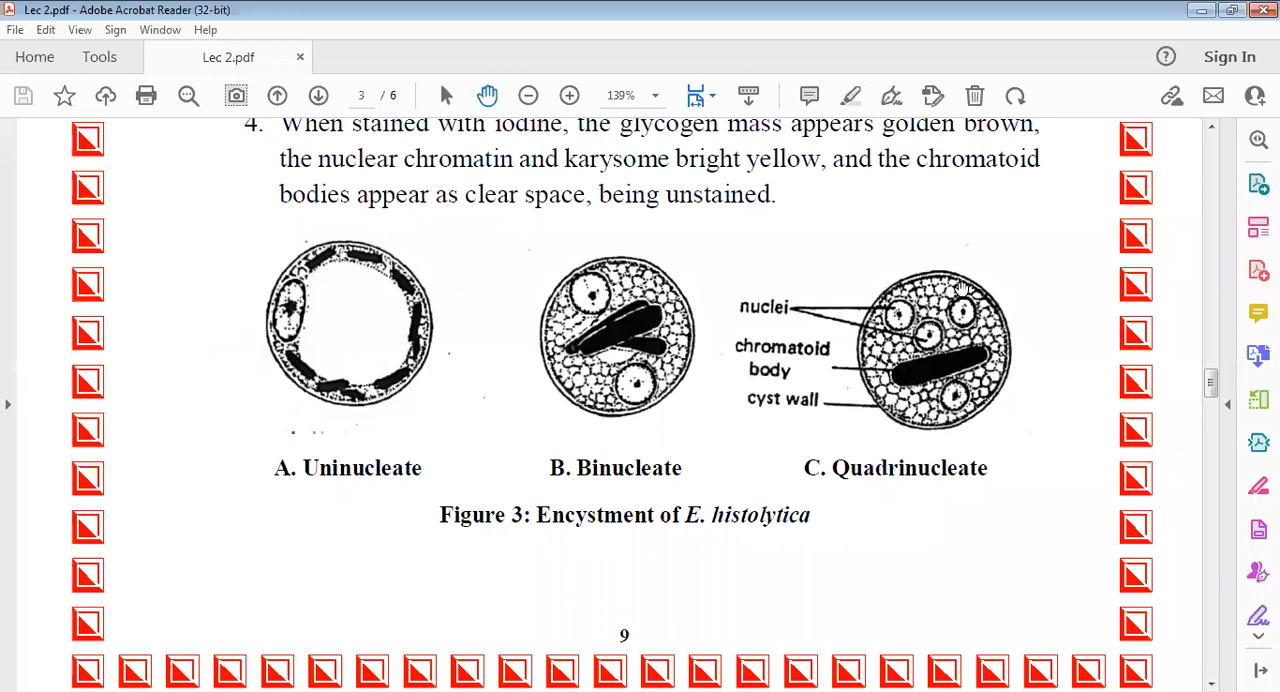 Lec 2.pdf - Adobe Acrobat Reader (32-bit)
File Edit View Sign Window Help
Home Tools Lec 2.pdf × ? Sign In
3 / 6 139%
4. When stained with iodine, the glycogen mass appears golden brown,
the nuclear chromatin and karysome bright yellow, and the chromatoid
bodies appear as clear space, being unstained.
nuclei
chromatoid
body
cyst wall
A. Uninucleate B. Binucleate C. Quadrinucleate
Figure 3: Encystment of E. histolytica
9